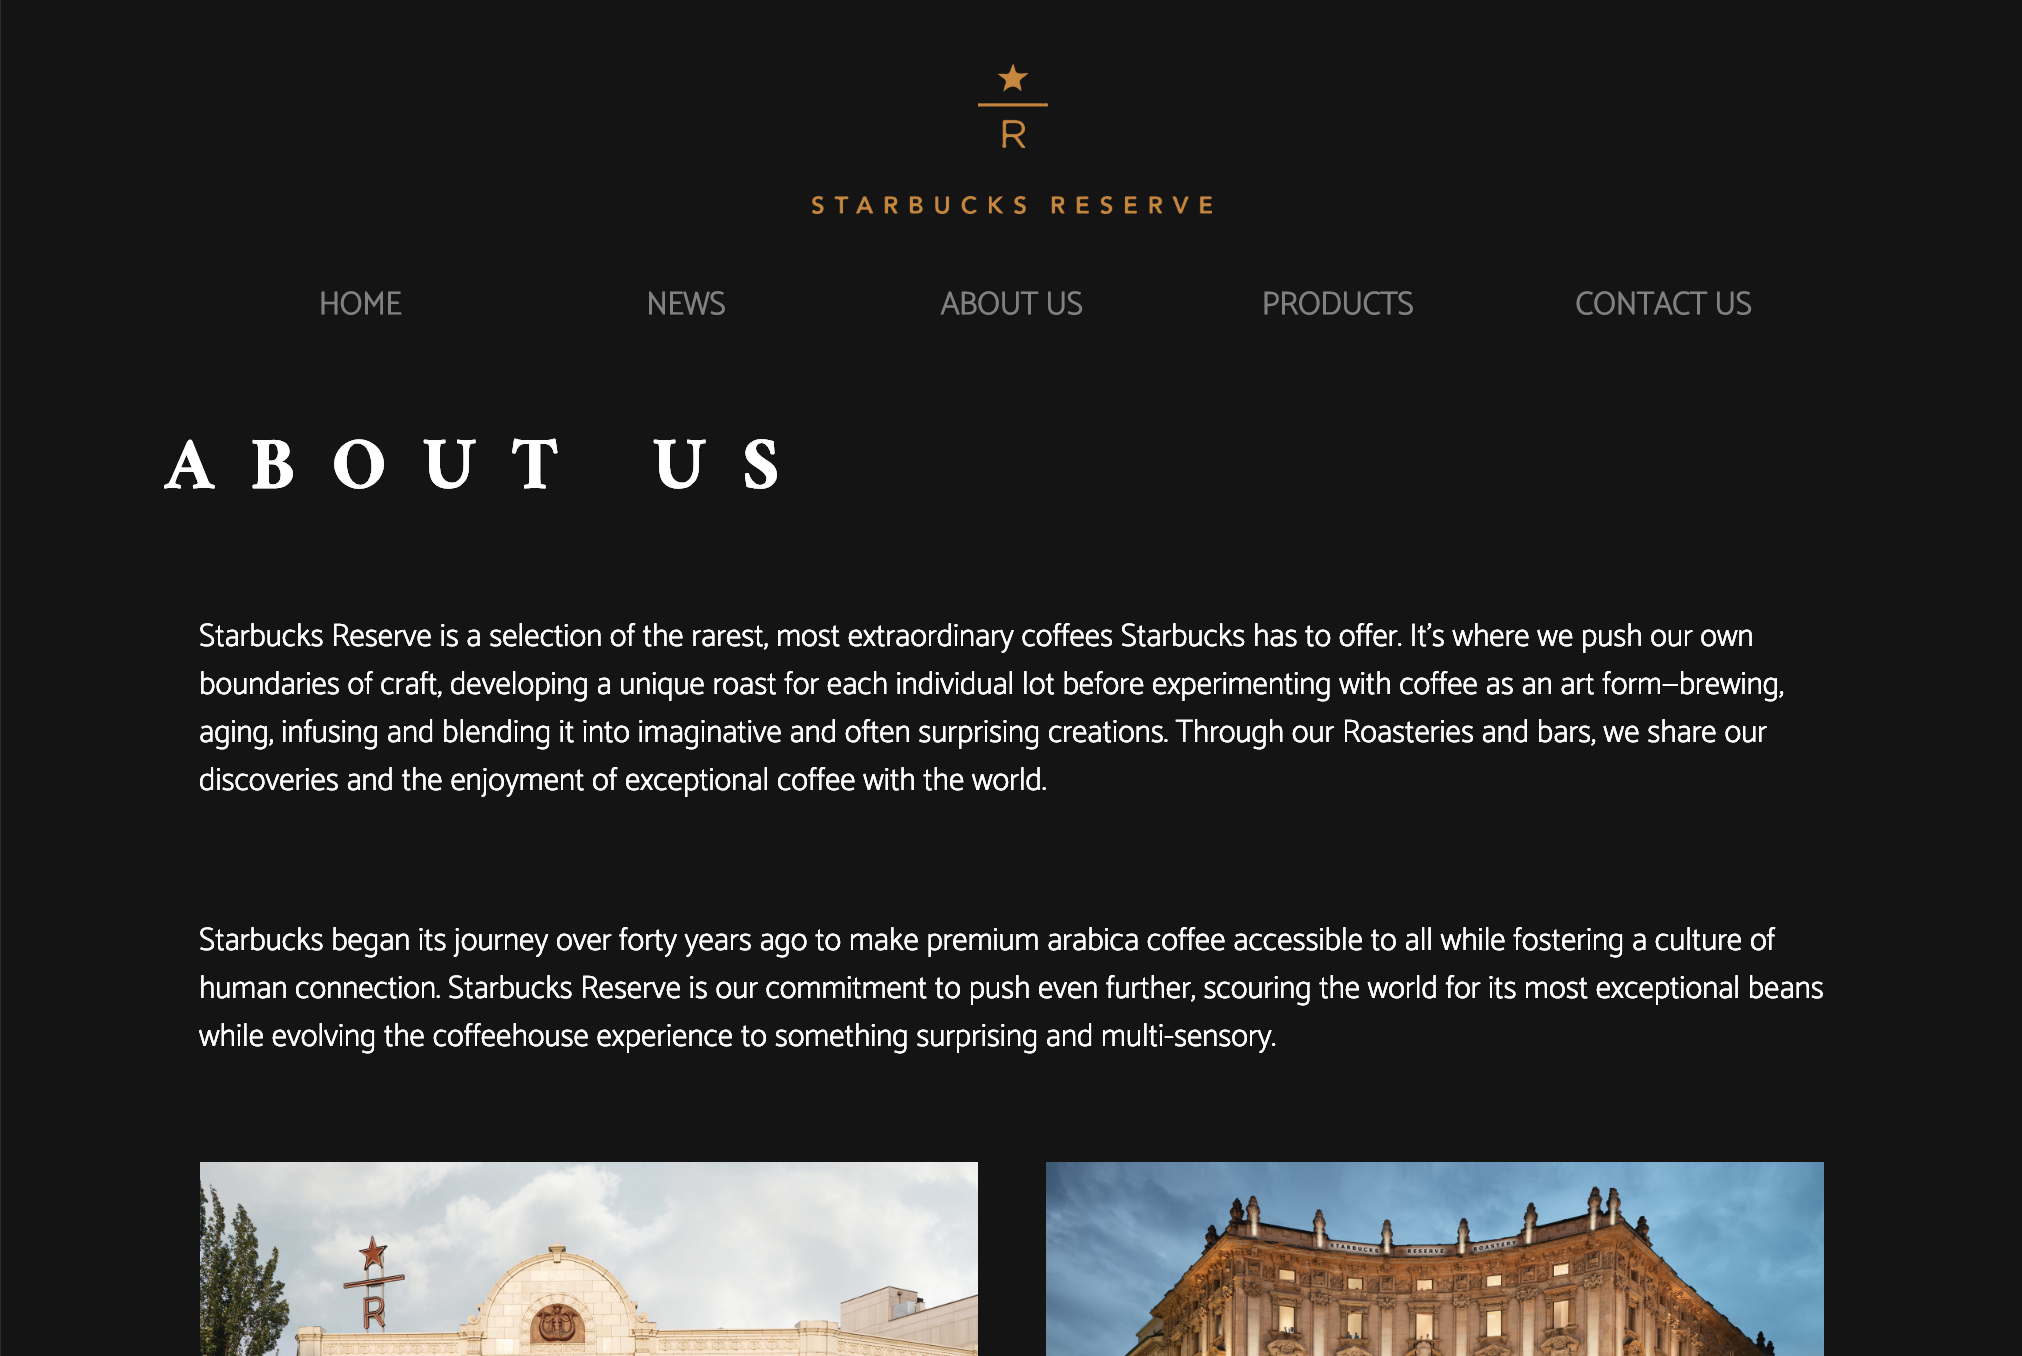 R
STARBUCKS RESERVE
HOME NEWS ABOUT US PRODUCTS CONTACT US
ABOUT US
Starbucks Reserve is a selection of the rarest, most extraordinary coffees Starbucks has to offer. It’s where we push our own
boundaries of craft, developing a unique roast for each individual lot before experimenting with coffee as an art form—brewing,
aging, infusing and blending it into imaginative and often surprising creations. Through our Roasteries and bars, we share our
discoveries and the enjoyment of exceptional coffee with the world.
Starbucks began its journey over forty years ago to make premium arabica coffee accessible to all while fostering a culture of
human connection. Starbucks Reserve is our commitment to push even further, scouring the world for its most exceptional beans
while evolving the coffeehouse experience to something surprising and multi-sensory.
R
STARBUCKS RESERVE ROASTERY